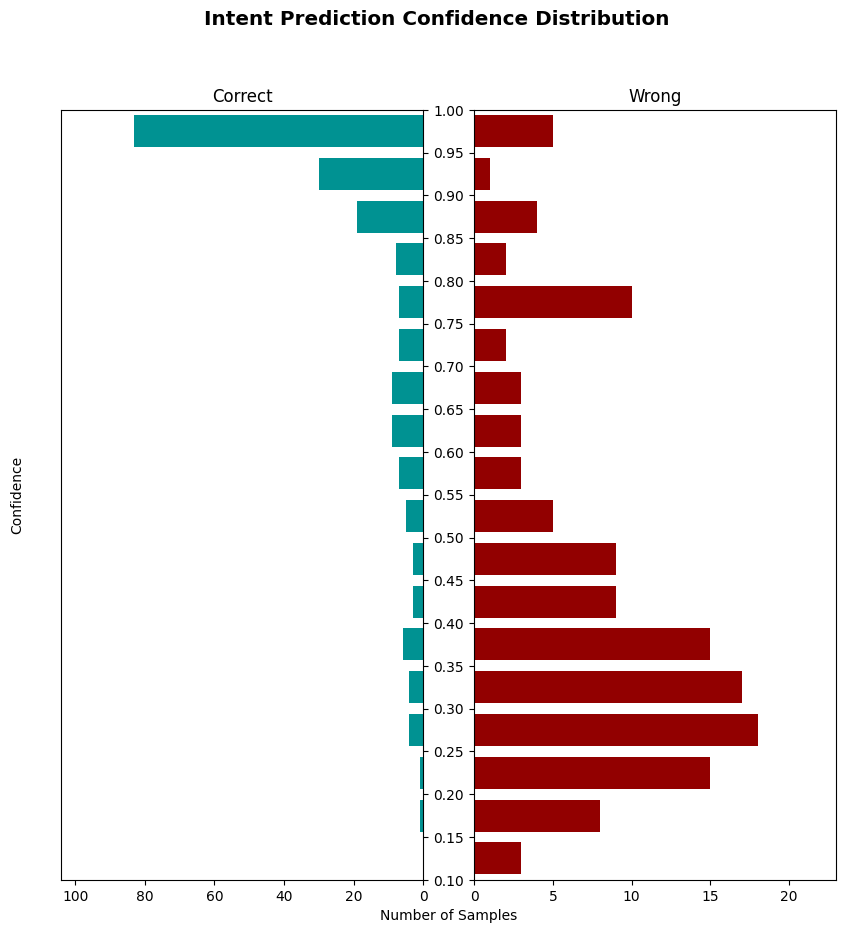 Intent Prediction Confidence Distribution
Correct
Wrong
1.00
0.95
0.90
0.85
0.80
0.75
0.70
0.65
0.60
0.55
0.50
0.45
0.40
0.35
0.30
0.25
0.20
0.15
0.10
Confidence
100 80 60 40 20 0
0 5 10 15 20
Number of Samples